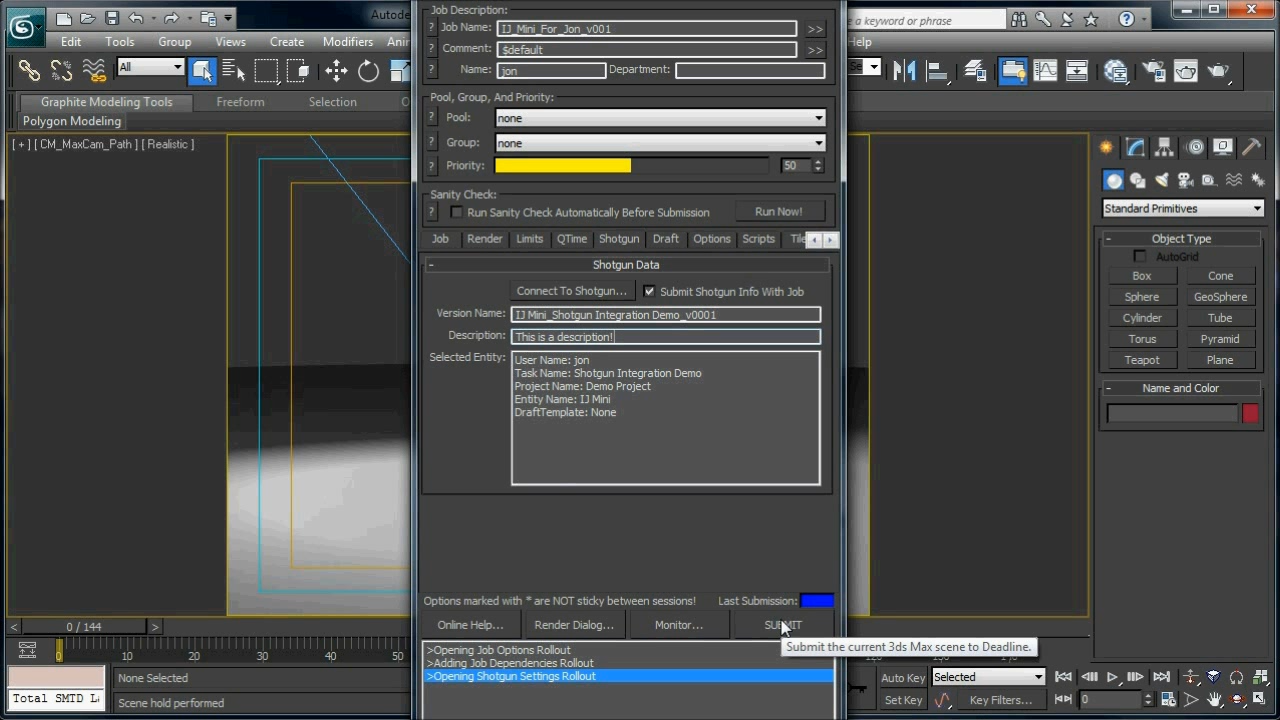 Autode
e a keyword or phrase
Edit Tools Group Views Create Modifiers Ani Help
All
Graphite Modeling Tools Freeform Selection
Polygon Modeling
[ + ] [ CM_MaxCam_Path ] [ Realistic ]
Job Description:
? Job Name: IJ_Mini_For_Jon_v001 >>
? Comment: $default >>
? Name: jon Department:
Pool, Group, And Priority:
? Pool: none
? Group: none
? Priority: 50
Sanity Check:
? Run Sanity Check Automatically Before Submission Run Now!
Job Render Limits QTime Shotgun Draft Options Scripts Tile
- Shotgun Data
Connect To Shotgun... Submit Shotgun Info With Job
Version Name: IJ Mini_Shotgun Integration Demo_v0001
Description: This is a description!
Selected Entity: User Name: jon
Task Name: Shotgun Integration Demo
Project Name: Demo Project
Entity Name: IJ Mini
DraftTemplate: None
Options marked with * are NOT sticky between sessions! Last Submission:
Online Help... Render Dialog... Monitor... SUBMIT
Submit the current 3ds Max scene to Deadline.
>Opening Job Options Rollout
>Adding Job Dependencies Rollout
>Opening Shotgun Settings Rollout
Standard Primitives
- Object Type
AutoGrid
Box Cone
Sphere GeoSphere
Cylinder Tube
Torus Pyramid
Teapot Plane
- Name and Color
< 0 / 144 >
0 10 20 30 40 50
None Selected
Total SMTD L
Scene hold performed
Auto Key Selected
Set Key Key Filters... 0